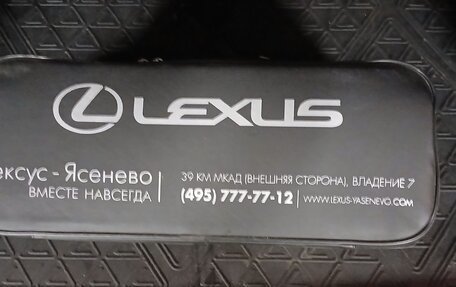 LEXUS
ексус - Ясенево
ВМЕСТЕ НАВСЕГДА
39 КМ МКАД (ВНЕШНЯЯ СТОРОНА), ВЛАДЕНИЕ 7
(495) 777-77-12 | WWW.LEXUS-YASENEVO.COM